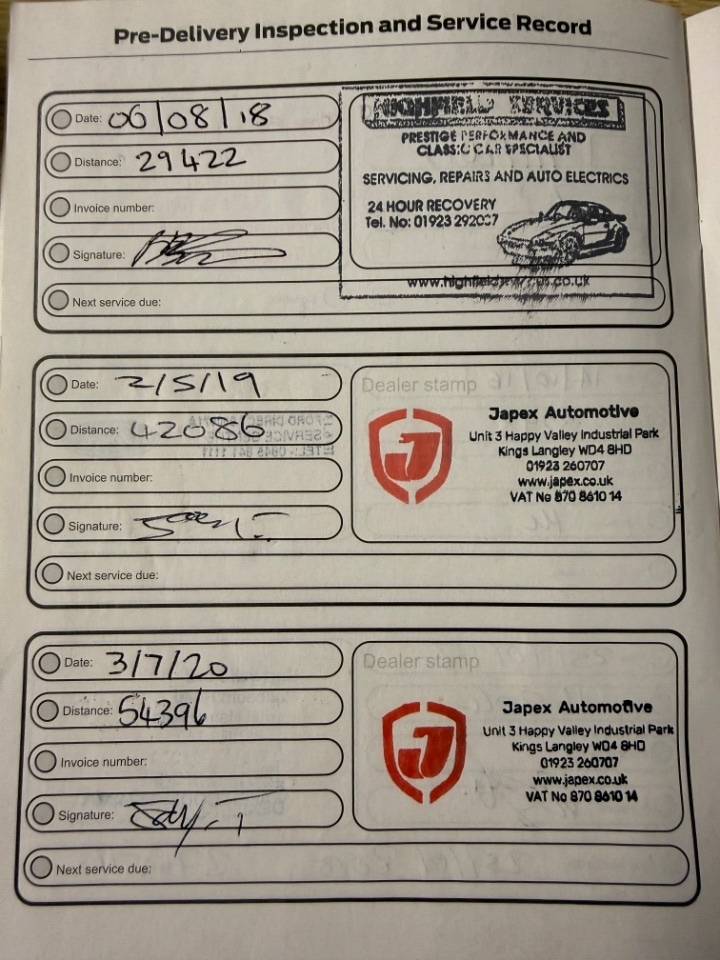 Pre-Delivery Inspection and Service Record
Date: 06/08/18
Distance: 29422
Invoice number:
Signature:
Next service due:
HIGHFIELD SERVICES
PRESTIGE PERFORMANCE AND
CLASSIC CAR SPECIALIST
SERVICING, REPAIRS AND AUTO ELECTRICS
24 HOUR RECOVERY
Tel. No: 01923
Date: 2/5/19
Distance: 42086
Invoice number:
Signature:
Next service due:
Dealer stamp
J
Japex Automotive
Unit 3 Happy Valley Industrial Park
Kings Langley WD4 8HD
01923 260707
www.japex.co.uk
VAT No 870 8610 14
Date: 3/7/20
Distance: 54396
Invoice number:
Signature:
Next service due:
Dealer stamp
J
Japex Automotive
Unit 3 Happy Valley Industrial Park
Kings Langley WD4 8HD
01923 260707
www.japex.co.uk
VAT No 870 8610 14